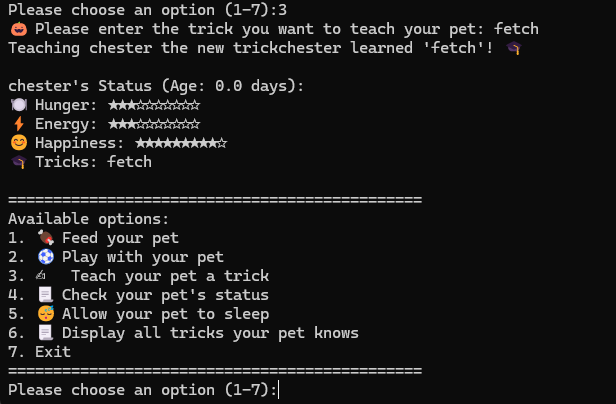 Please choose an option (1-7):3
🎃 Please enter the trick you want to teach your pet: fetch
Teaching chester the new trickchester learned 'fetch'! 🎓

chester's Status (Age: 0.0 days):
🍽️ Hunger: ★★★☆☆☆☆☆☆☆
⚡ Energy: ★★★☆☆☆☆☆☆☆
😊 Happiness: ★★★★★★★★★☆
🎓 Tricks: fetch

==============================================
Available options:
1. 🍖 Feed your pet
2. ⚽ Play with your pet
3. ✍ Teach your pet a trick
4. 📃 Check your pet's status
5. 😴 Allow your pet to sleep
6. 📃 Display all tricks your pet knows
7. Exit
==============================================
Please choose an option (1-7):